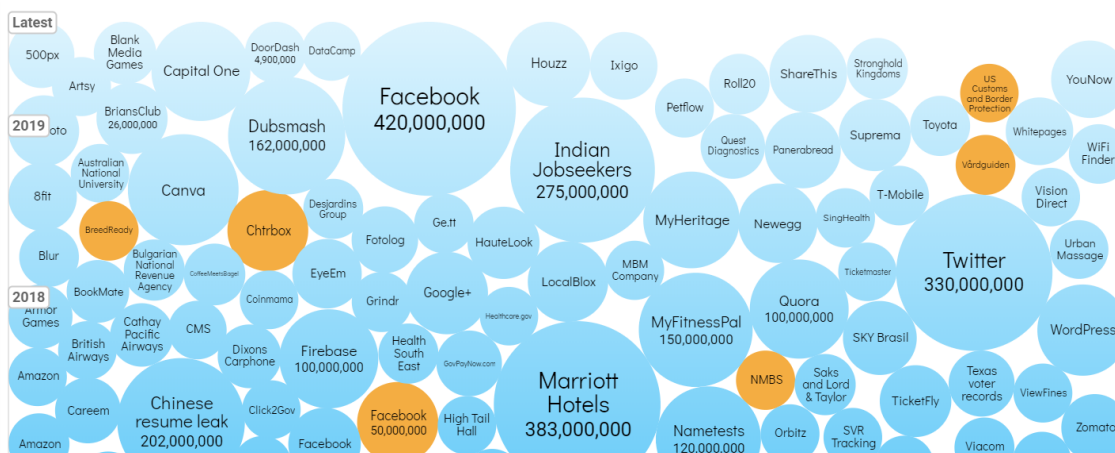 Latest
500px
Blank
Media
Games
Capital One
DoorDash
4,900,000
DataCamp
Facebook
420,000,000
Houzz
Ixigo
Petflow
Roll20
ShareThis
Stronghold
Kingdoms
US
Customs
and Border
Protection
YouNow
Artsy
BriansClub
26,000,000
2019
oto
Dubsmash
162,000,000
Indian
Jobseekers
275,000,000
Quest
Diagnostics
Panerabread
Suprema
Toyota
Whitepages
WiFi
Finder
Australian
National
University
Canva
8fit
Vårdguiden
Desjardins
Group
MyHeritage
Newegg
SingHealth
T-Mobile
Vision
Direct
BreedReady
Chtrbox
Fotolog
Ge.tt
HauteLook
Blur
Bulgarian
National
Revenue
Agency
CoffeeMeetsBagel
EyeEm
MBM
Company
Ticketmaster
Twitter
330,000,000
Urban
Massage
2018
BookMate
Coinmama
Grindr
Google+
LocalBlox
Quora
100,000,000
Armor
Games
Cathay
Pacific
Airways
CMS
Healthcare.gov
MyFitnessPal
150,000,000
SKY Brasil
WordPress
British
Airways
Dixons
Carphone
Firebase
100,000,000
Health
South
East
GovPayNow.com
Marriott
Hotels
383,000,000
NMBS
Saks
and Lord
& Taylor
Texas
voter
records
ViewFines
Amazon
Careem
Chinese
resume leak
202,000,000
Click2Gov
Facebook
50,000,000
High Tail
Hall
TicketFly
Amazon
Facebook
Nametests
120,000,000
Orbitz
SVR
Tracking
Viacom
Zomato